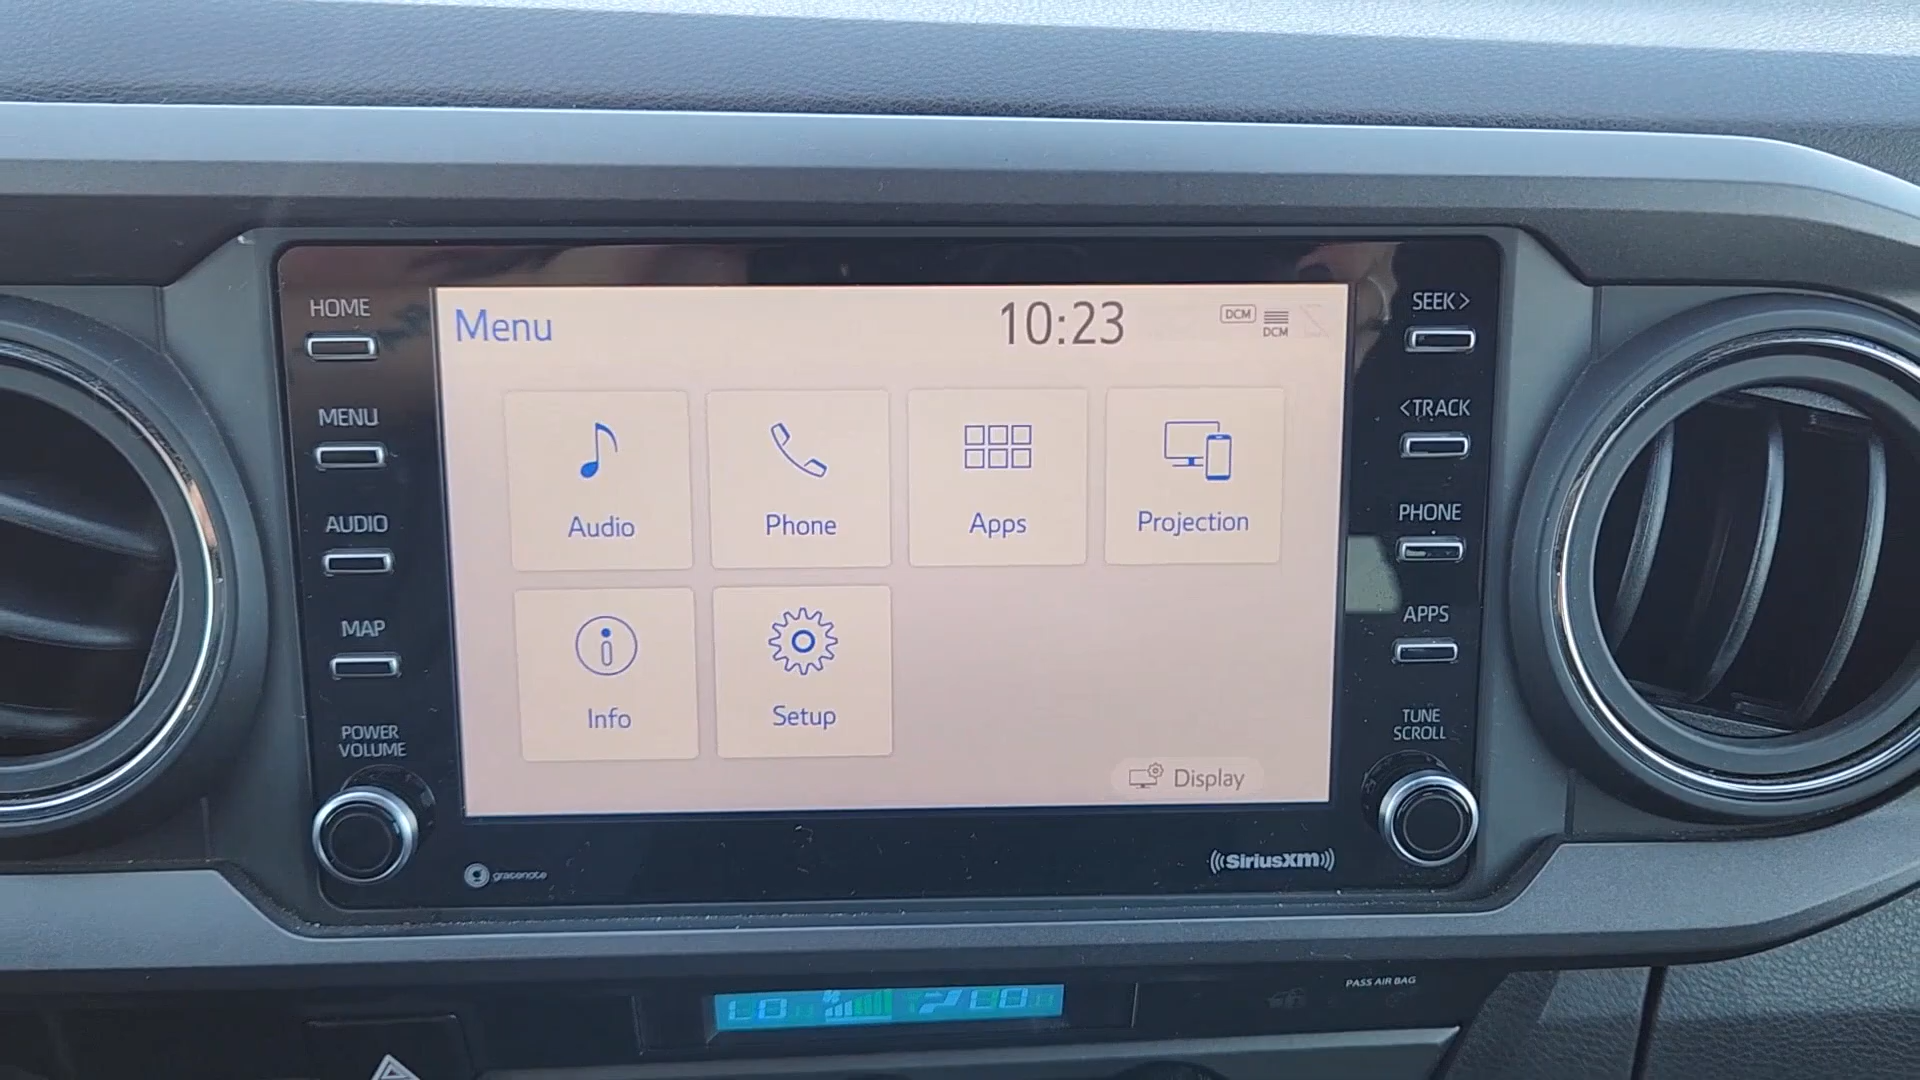 HOME
MENU
AUDIO
MAP
POWER
VOLUME
Menu
10:23
DCM
DCM
Audio
Phone
Apps
Projection
Info
Setup
Display
SEEK>
<TRACK
PHONE
APPS
TUNE
SCROLL
gracenote
SiriusXM
PASS AIR BAG